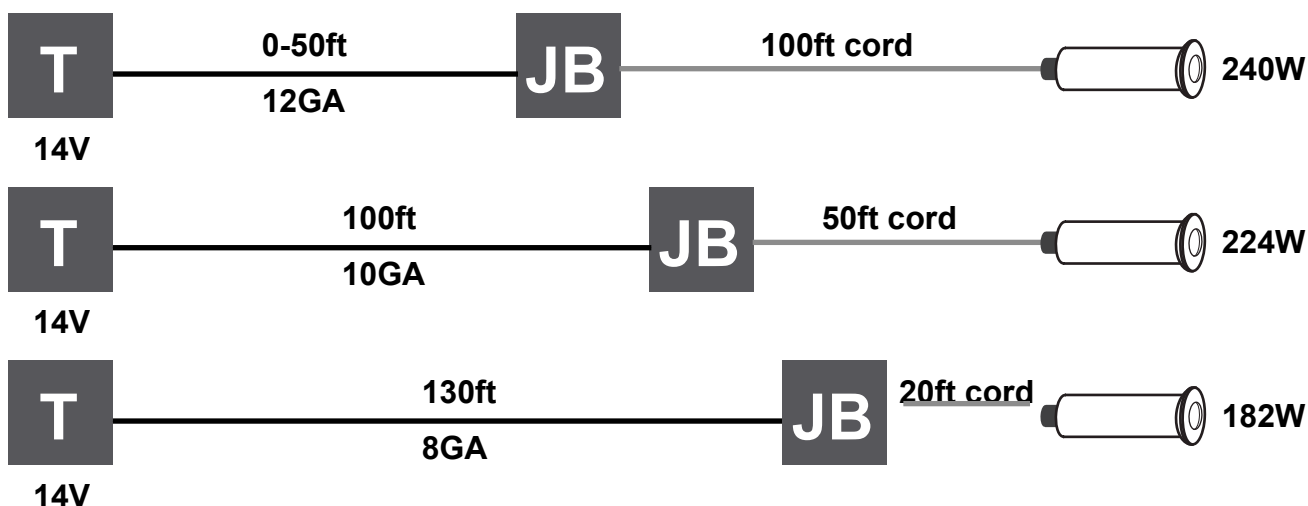 0-50ft 100ft cord
T JB 240W
12GA
14V
100ft 50ft cord
T JB 224W
10GA
14V
130ft 20ft cord
T JB 182W
8GA
14V